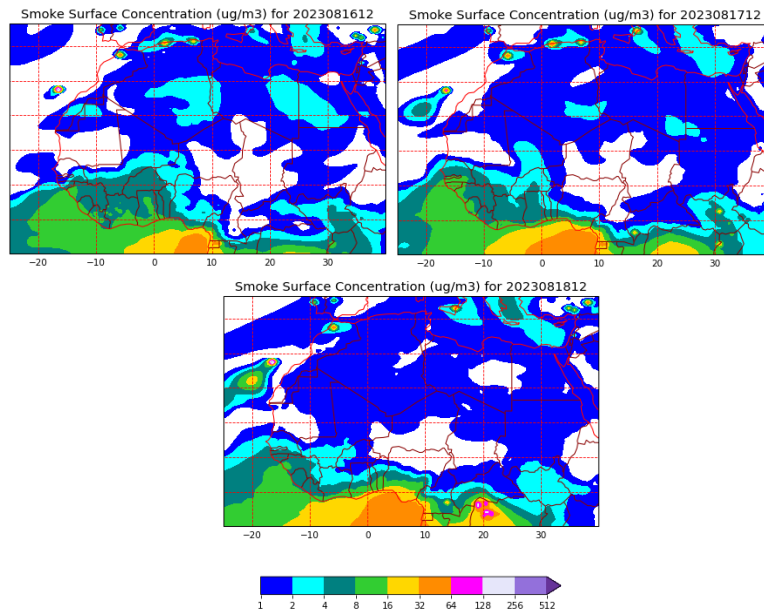 Smoke Surface Concentration (ug/m3) for 2023081612
Smoke Surface Concentration (ug/m3) for 2023081712
−20 −10 0 10 20 30
−20 −10 0 10 20 30
Smoke Surface Concentration (ug/m3) for 2023081812
−20 −10 0 10 20 30
1 2 4 8 16 32 64 128 256 512